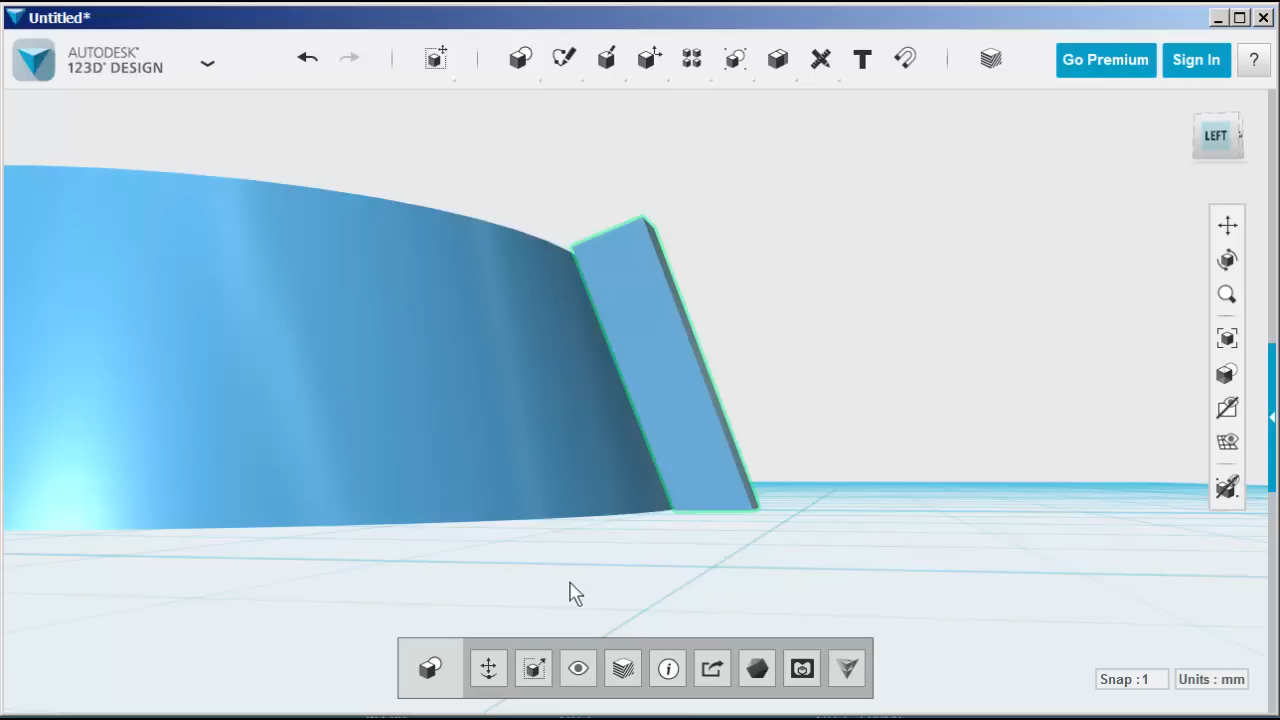 Untitled*
AUTODESK®
123D® DESIGN
Go Premium
Sign In
?
LEFT
T
Snap : 1
Units : mm